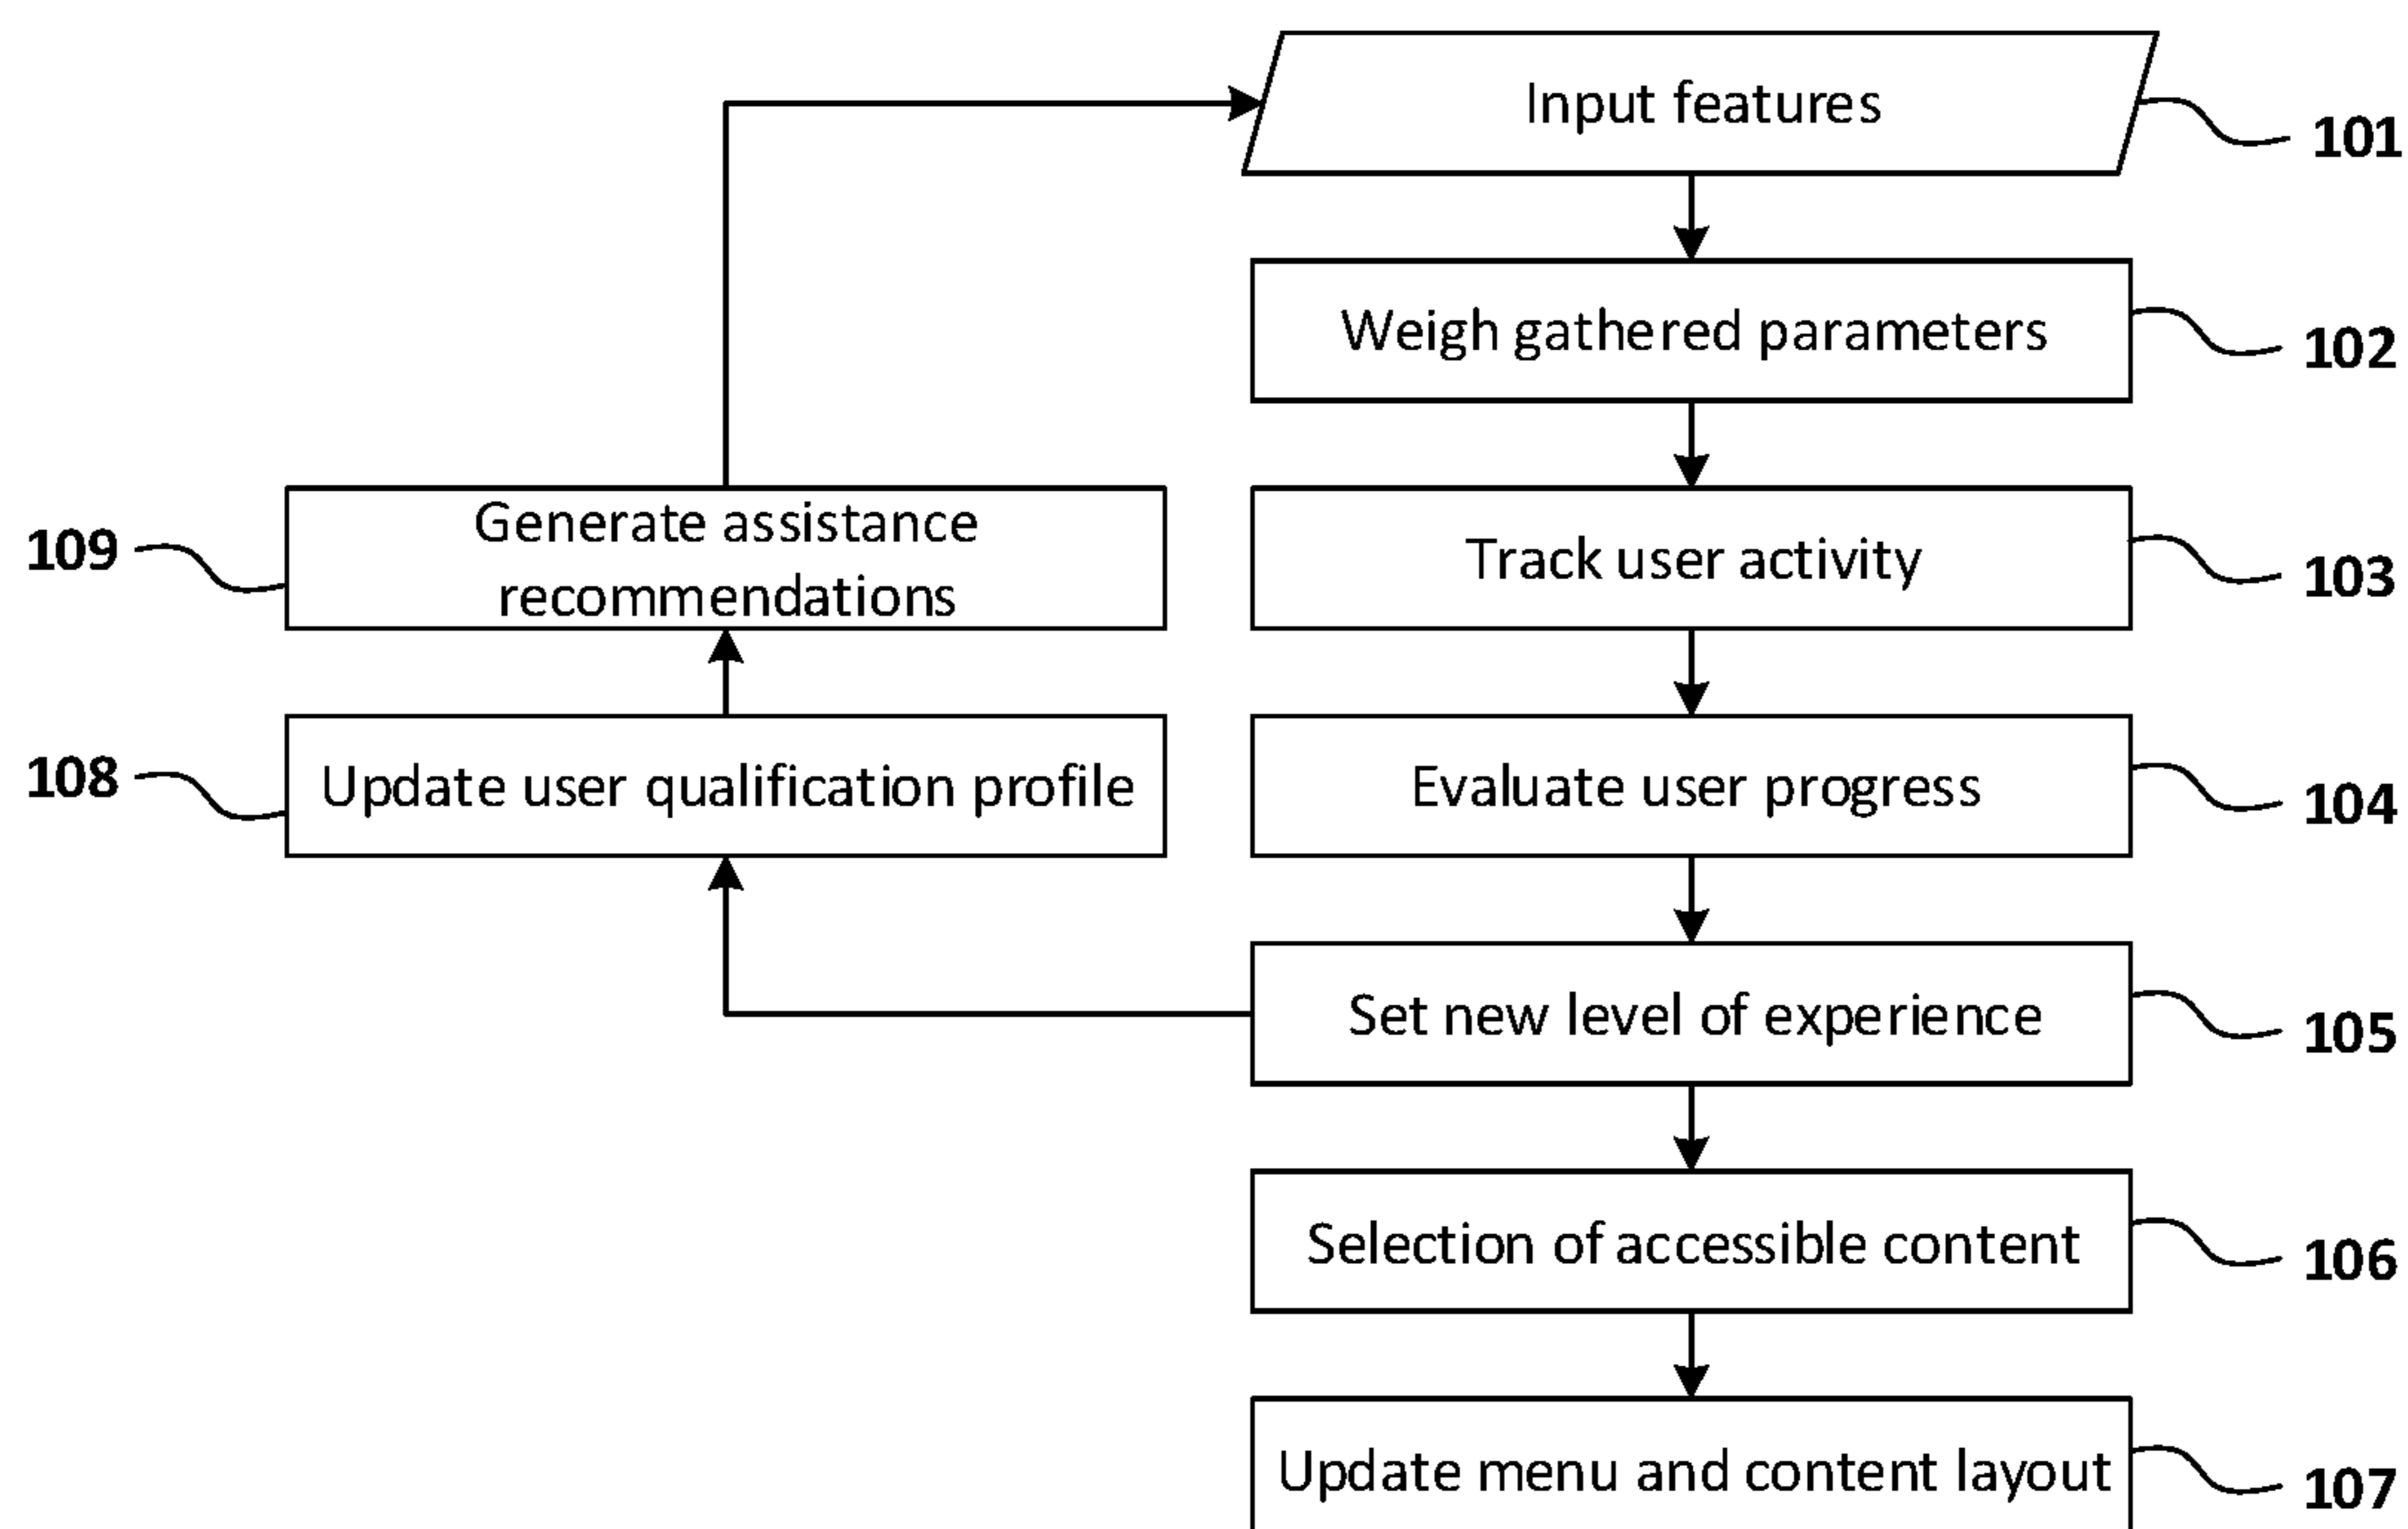 Input features
101
Weigh gathered parameters
102
109
Generate assistance
recommendations
Track user activity
103
108
Update user qualification profile
Evaluate user progress
104
Set new level of experience
105
Selection of accessible content
106
Update menu and content layout
107